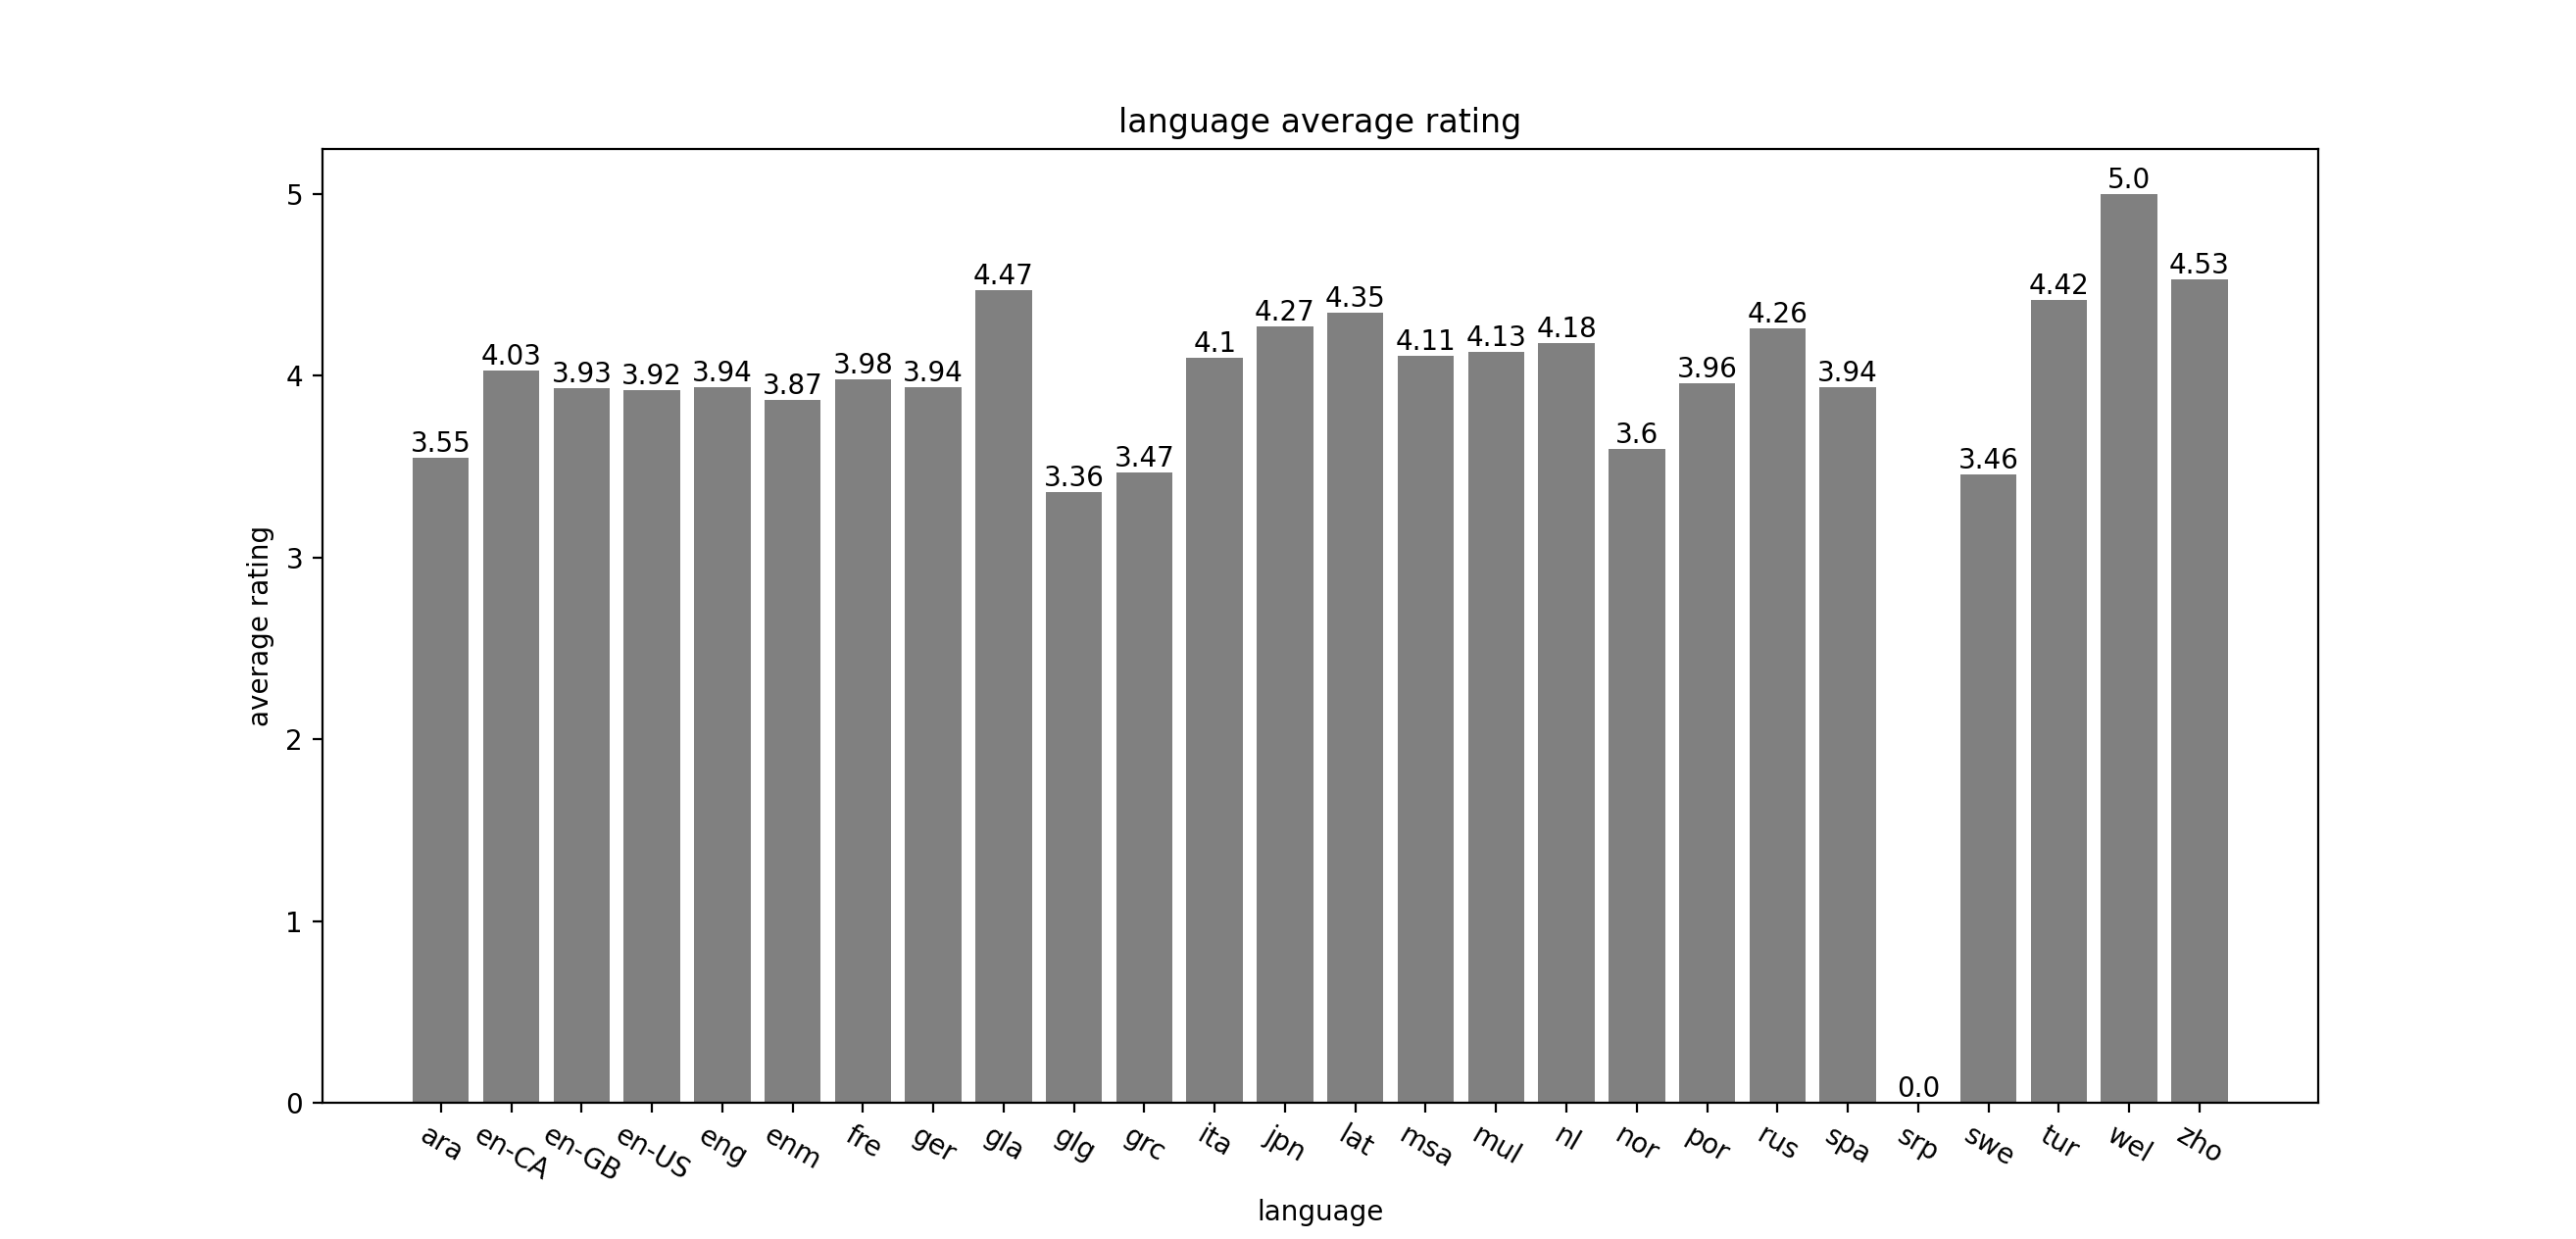 language average rating
average rating
5
4
3
2
1
0
3.55
4.03
3.93
3.92
3.94
3.87
3.98
3.94
4.47
3.36
3.47
4.1
4.27
4.35
4.11
4.13
4.18
3.6
3.96
4.26
3.94
0.0
3.46
4.42
5.0
4.53
ara
en-CA
en-GB
en-US
eng
enm
fre
ger
gla
glg
grc
ita
jpn
lat
msa
mul
nl
nor
por
rus
spa
srp
swe
tur
wel
zho
language